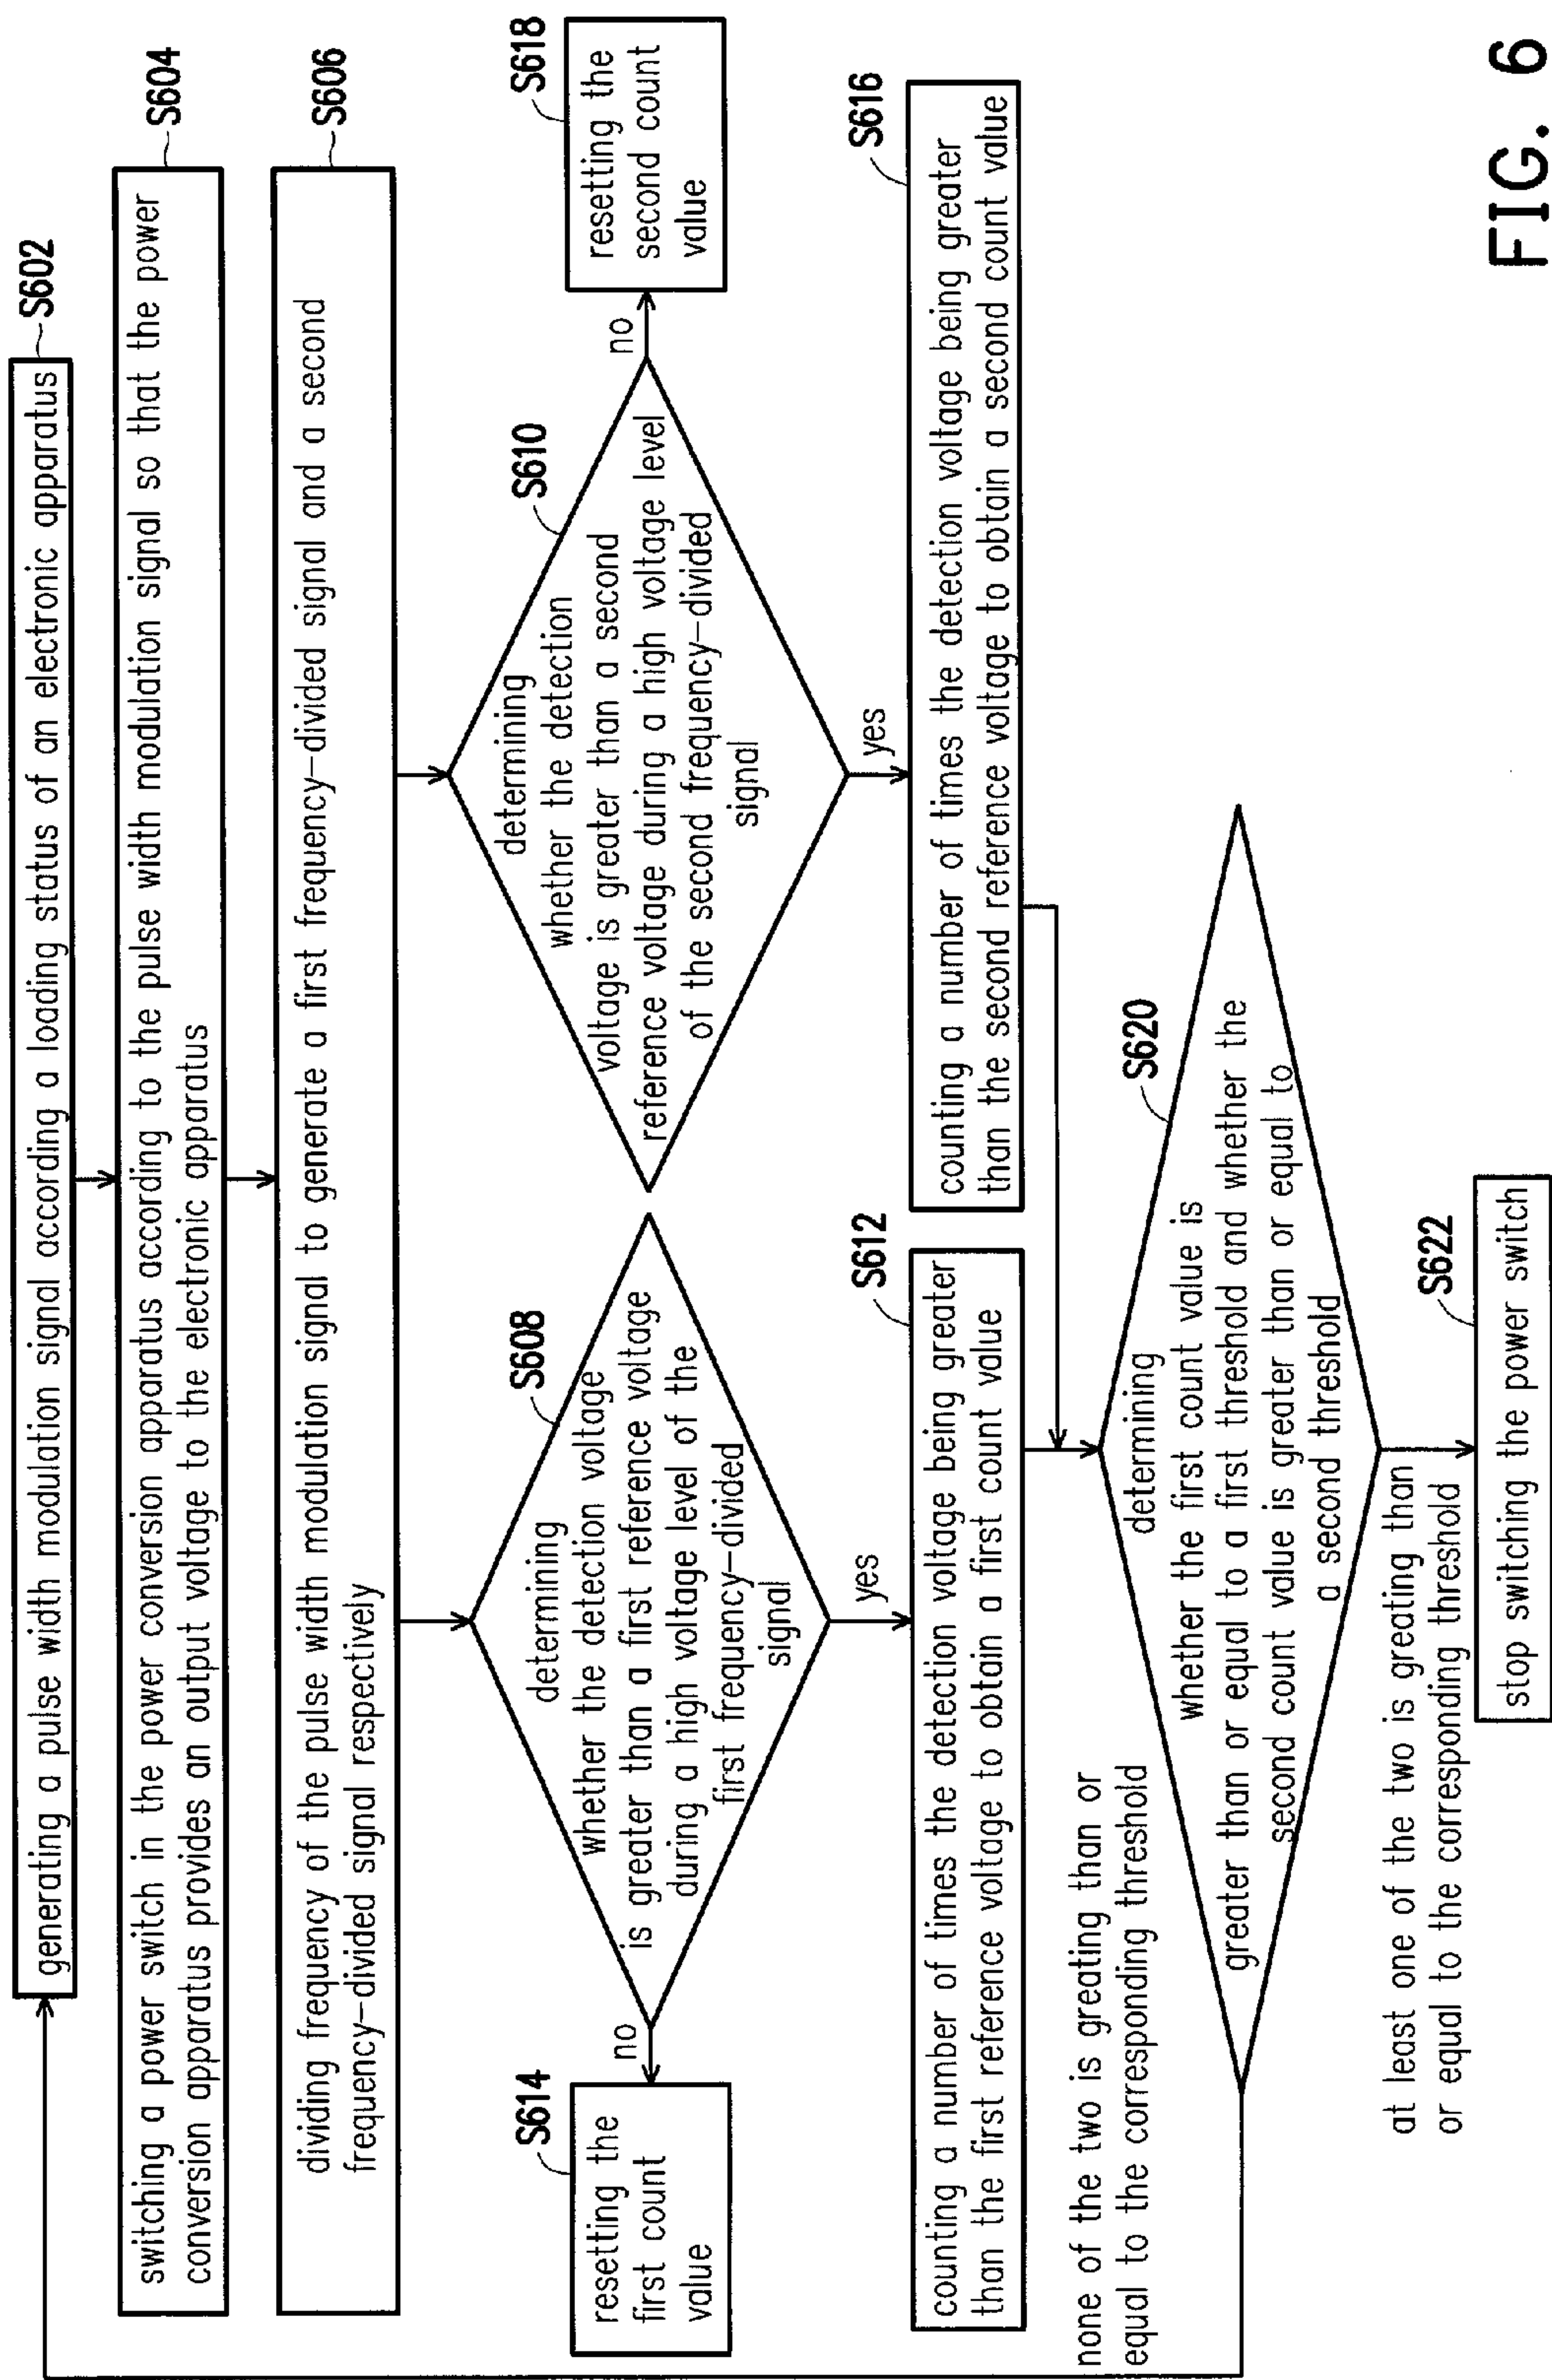 generating a pulse width modulation signal according a loading status of an electronic apparatus
S602
switching a power switch in the power conversion apparatus according to the pulse width modulation signal so that the power
conversion apparatus provides an output voltage to the electronic apparatus
S604
dividing frequency of the pulse width modulation signal to generate a first frequency-divided signal and a second
frequency-divided signal respectively
S606
determining
whether the detection voltage
is greater than a first reference voltage
during a high voltage level of the
first frequency-divided
signal
S608
determining
whether the detection
voltage is greater than a second
reference voltage during a high voltage level
of the second frequency-divided
signal
S610
no
resetting the
first count
value
S614
no
resetting the
second count
value
S618
yes
counting a number of times the detection voltage being greater
than the first reference voltage to obtain a first count value
S612
yes
counting a number of times the detection voltage being greater
than the second reference voltage to obtain a second count value
S616
none of the two is greating than or
equal to the corresponding threshold
determining
whether the first count value is
greater than or equal to a first threshold and whether the
second count value is greater than or equal to
a second threshold
S620
at least one of the two is greating than
or equal to the corresponding threshold
stop switching the power switch
S622
FIG. 6